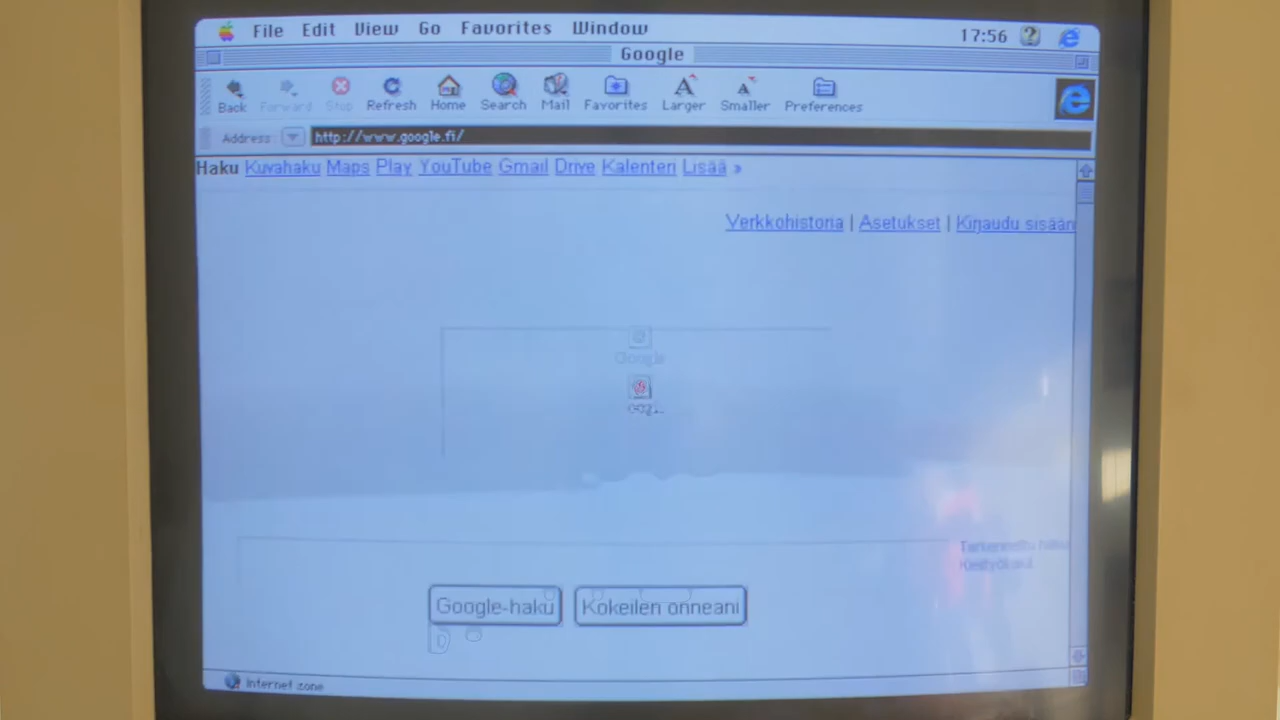 File Edit View Go Favorites Window 17:56
Google
Back Forward Stop Refresh Home Search Mail Favorites Larger Smaller Preferences
Address: http://www.google.fi/
Haku Kuvahaku Maps Play YouTube Gmail Drive Kalenteri Lisää »
Verkkohistoria | Asetukset | Kirjaudu sisään
Google
Google-haku Kokeilen onneani
Internet zone